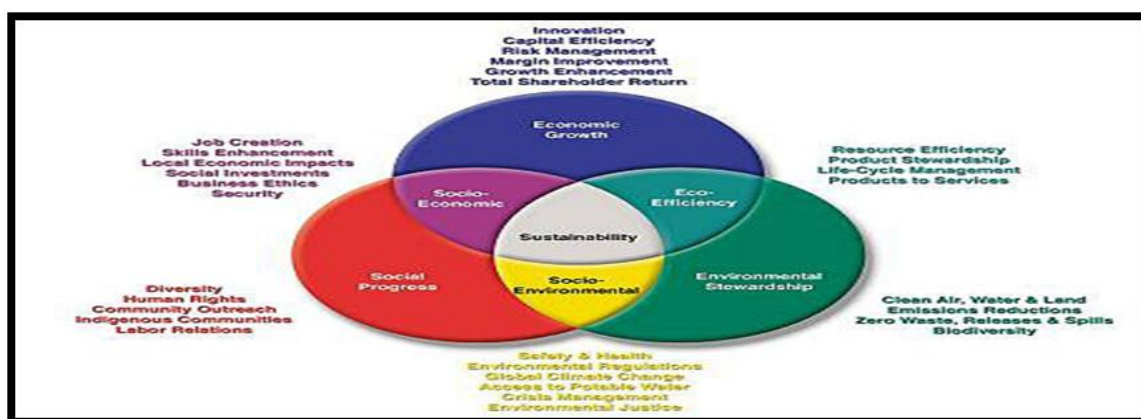 Innovation
Capital Efficiency
Risk Management
Margin Improvement
Growth Enhancement
Total Shareholder Return
Economic
Growth
Job Creation
Skills Enhancement
Local Economic Impacts
Social Investments
Business Ethics
Security
Resource Efficiency
Product Stewardship
Life-Cycle Management
Products to Services
Socio-
Economic
Eco-
Efficiency
Sustainability
Social
Progress
Socio-
Environmental
Environmental
Stewardship
Diversity
Human Rights
Community Outreach
Indigenous Communities
Labor Relations
Clean Air, Water & Land
Emissions Reductions
Zero Waste, Releases & Spills
Biodiversity
Safety & Health
Environmental Regulations
Global Climate Change
Access to Potable Water
Crisis Management
Environmental Justice